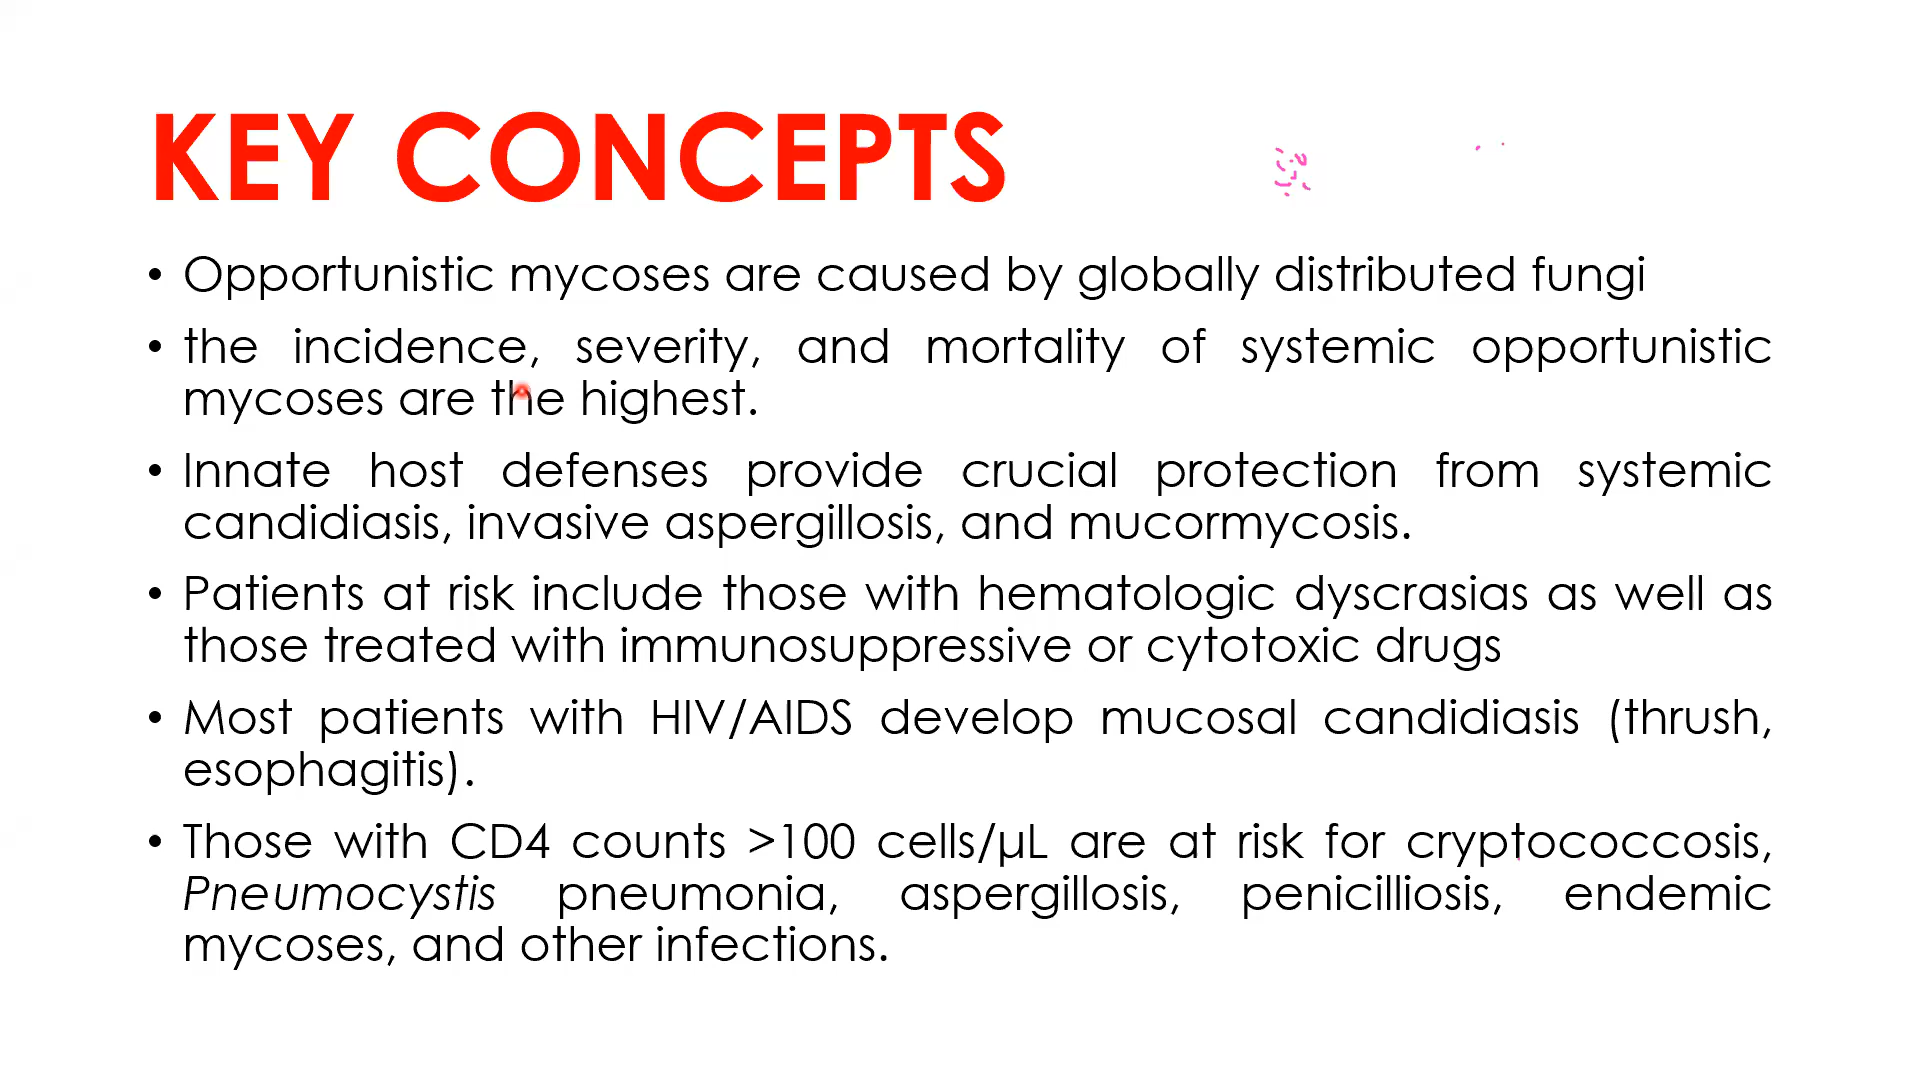 KEY CONCEPTS
• Opportunistic mycoses are caused by globally distributed fungi
• the incidence, severity, and mortality of systemic opportunistic
mycoses are the highest.
• Innate host defenses provide crucial protection from systemic
candidiasis, invasive aspergillosis, and mucormycosis.
• Patients at risk include those with hematologic dyscrasias as well as
those treated with immunosuppressive or cytotoxic drugs
• Most patients with HIV/AIDS develop mucosal candidiasis (thrush,
esophagitis).
• Those with CD4 counts >100 cells/µL are at risk for cryptococcosis,
Pneumocystis pneumonia, aspergillosis, penicilliosis, endemic
mycoses, and other infections.